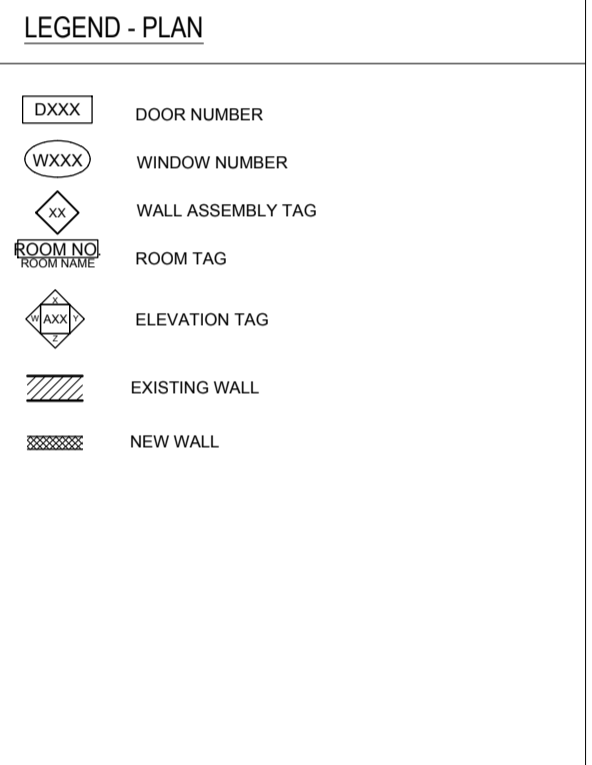 LEGEND - PLAN
DXXX DOOR NUMBER
WXXX WINDOW NUMBER
XX WALL ASSEMBLY TAG
ROOM NO.
ROOM NAME
ROOM TAG
X
W AXX Y
Z
ELEVATION TAG
EXISTING WALL
NEW WALL